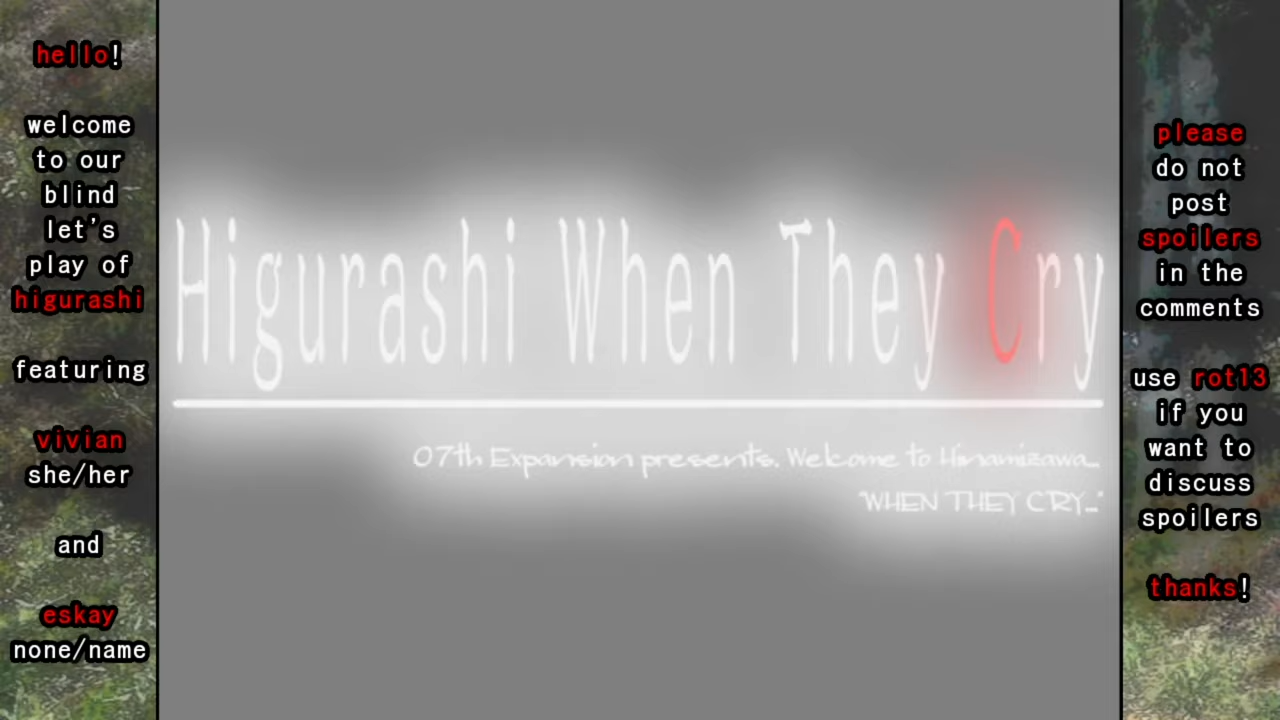 hello!
welcome
to our
blind
let's
play of
higurashi
featuring
vivian
she/her
and
eskay
none/name
Higurashi When They Cry
07th Expansion presents. Welcome to Hinamizawa...
"WHEN THEY CRY..."
please
do not
post
spoilers
in the
comments
use rot13
if you
want to
discuss
spoilers
thanks!